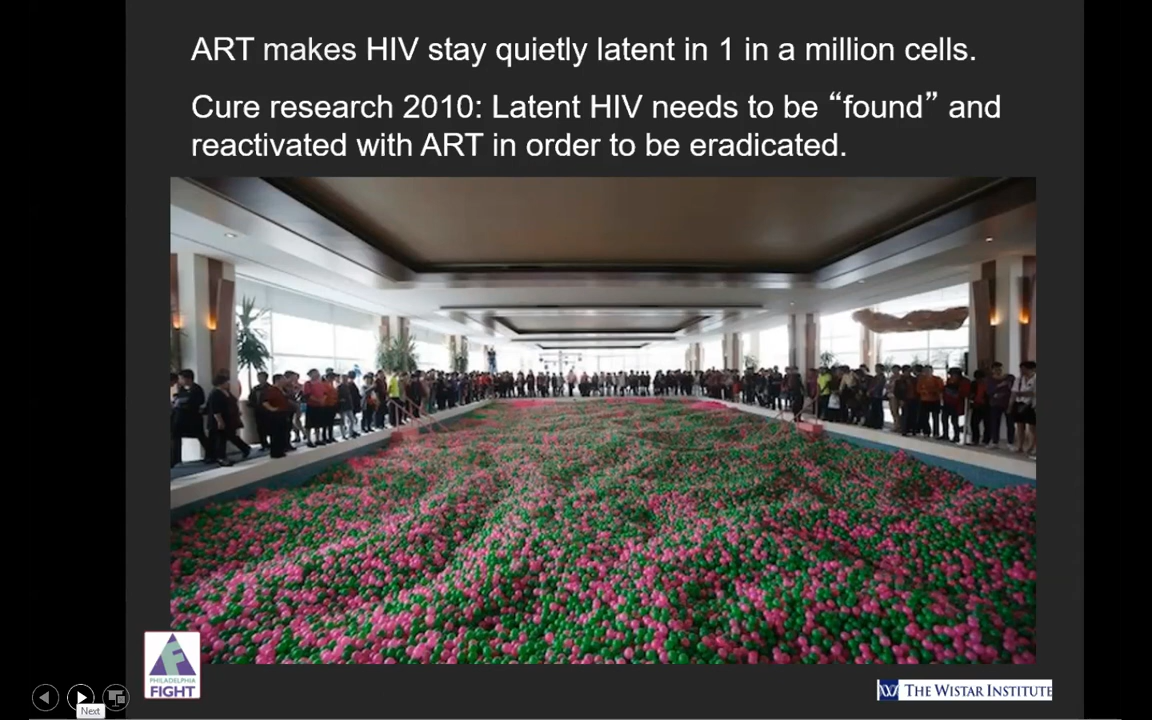 ART makes HIV stay quietly latent in 1 in a million cells.
Cure research 2010: Latent HIV needs to be “found” and
reactivated with ART in order to be eradicated.
PHILADELPHIA
FIGHT
THE WISTAR INSTITUTE
Next